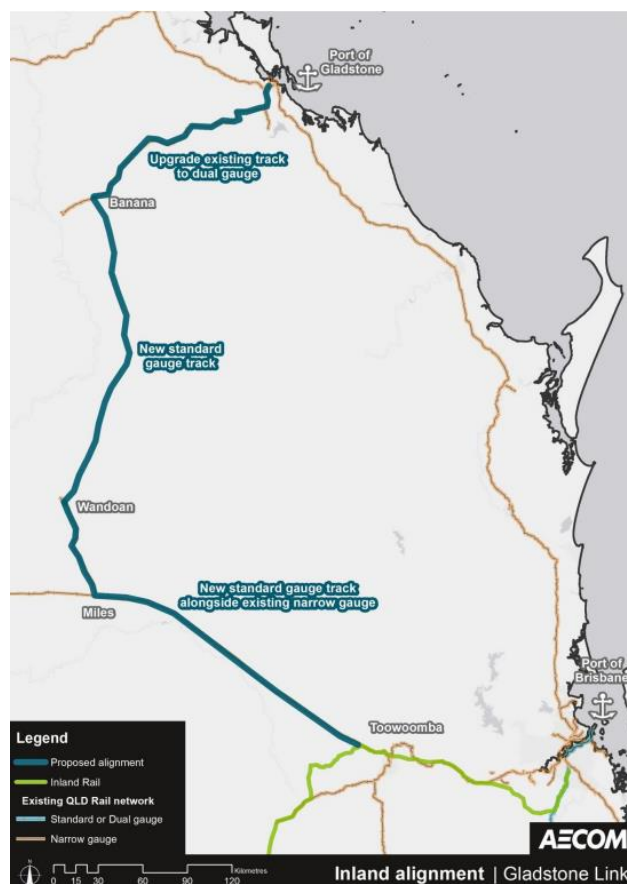 Port of
Gladstone
Upgrade existing track
to dual gauge
Banana
New standard
gauge track
Wandoan
New standard gauge track
alongside existing narrow gauge
Miles
Port of
Brisbane
Toowoomba
Legend
Proposed alignment
Inland Rail
Existing QLD Rail network
Standard or Dual gauge
Narrow gauge
AECOM
N
Kilometres
0 15 30 60 90 120
Inland alignment | Gladstone Link